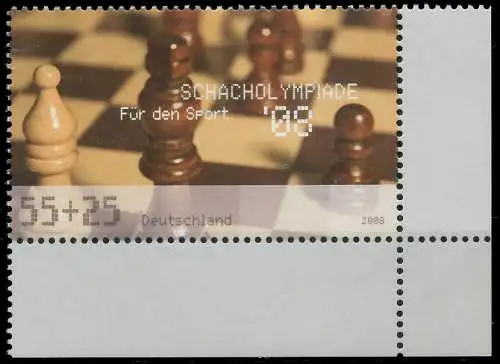 SCHACHOLYMPIADE
Für den Sport '08
55+25 Deutschland 2008